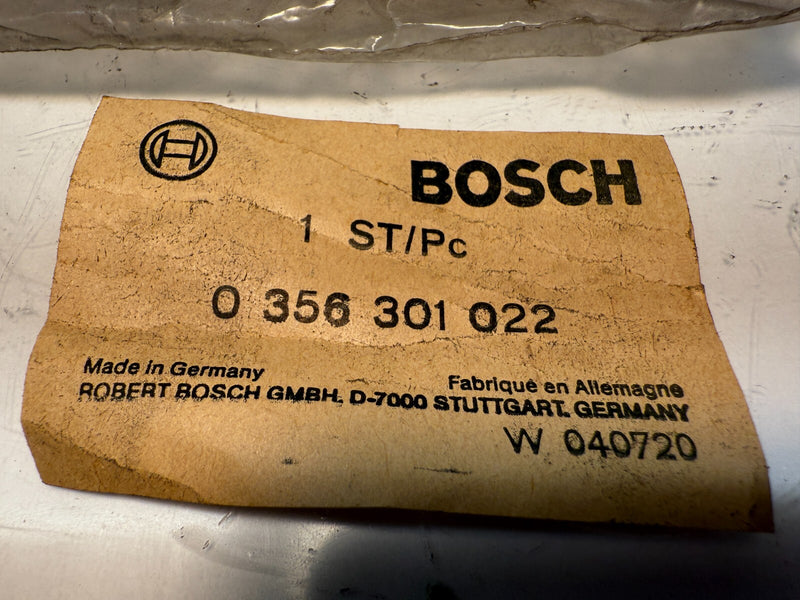 BOSCH
1 ST/Pc
0 356 301 022
Made in Germany Fabriqué en Allemagne
ROBERT BOSCH GMBH. D-7000 STUTTGART. GERMANY
W 040720